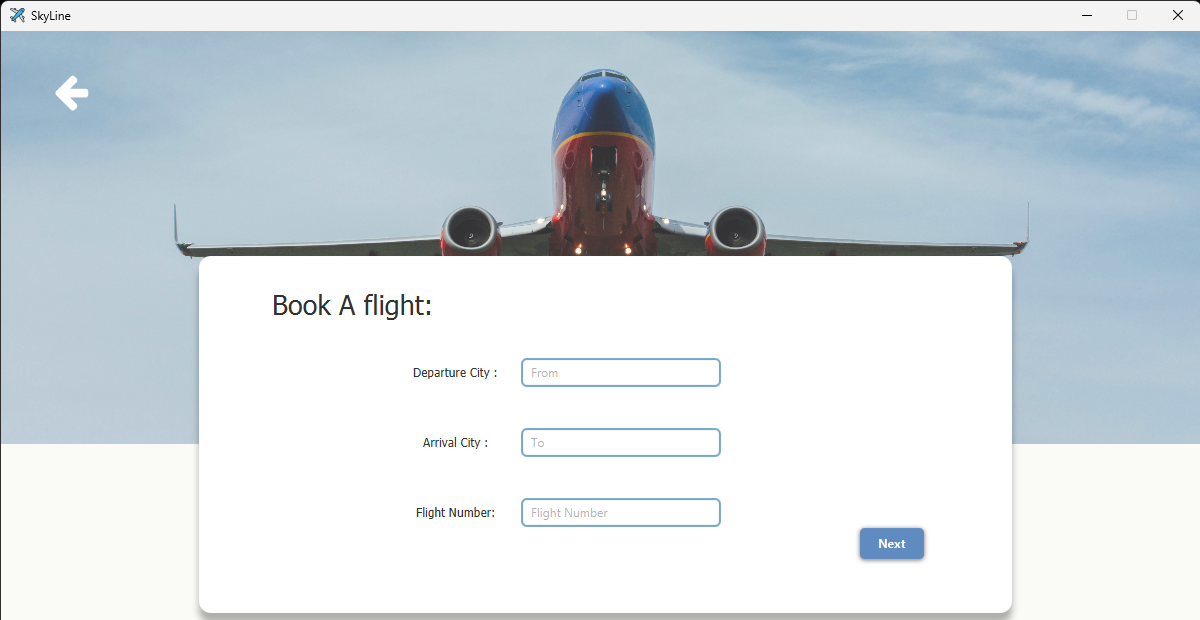 SkyLine
Book A flight:
Departure City : From
Arrival City : To
Flight Number: Flight Number
Next